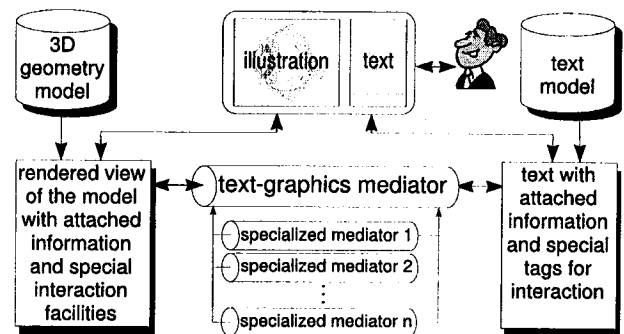 3D
geometry
model
illustration
text
text
model
rendered view
of the model
with attached
information
and special
interaction
facilities
text-graphics mediator
specialized mediator 1
specialized mediator 2
specialized mediator n
text with
attached
information
and special
tags for
interaction